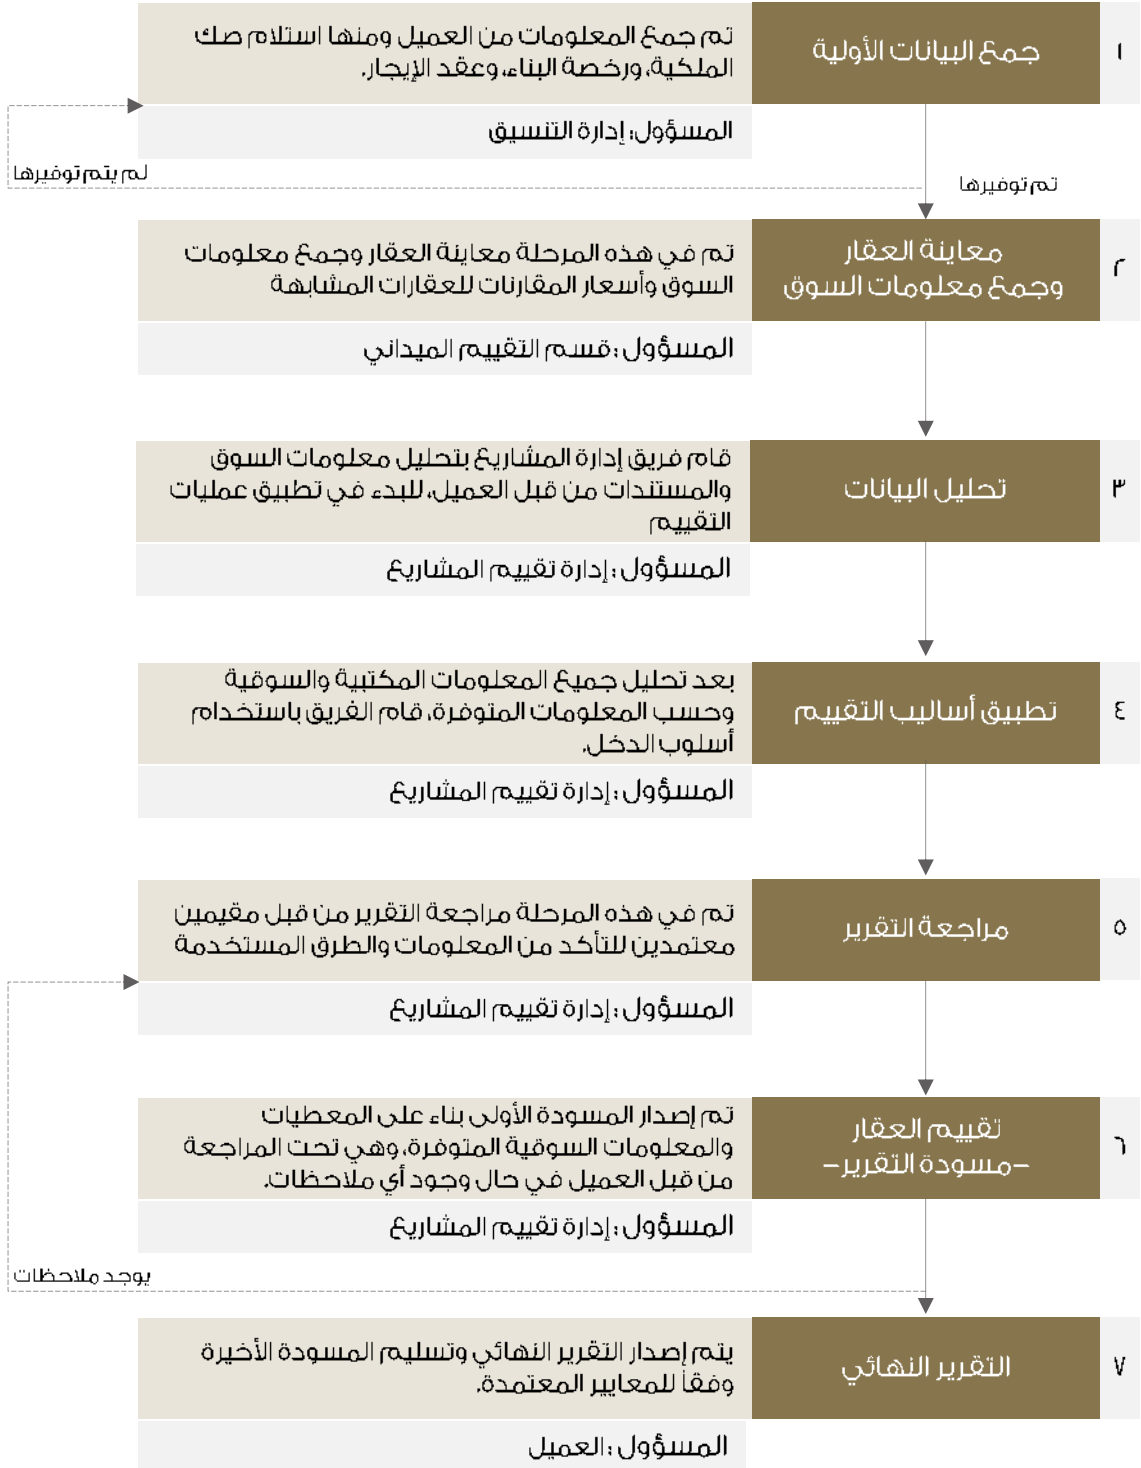 ١
جمع البيانات الأولية
تم جمع المعلومات من العميل ومنها استلام صك
الملكية، ورخصة البناء، وعقد الإيجار.
المسؤول: إدارة التنسيق
لم يتم توفيرها
تم توفيرها
٢
معاينة العقار
وجمع معلومات السوق
تم في هذه المرحلة معاينة العقار وجمع معلومات
السوق وأسعار المقارنات للعقارات المشابهة
المسؤول: قسم التقييم الميداني
٣
تحليل البيانات
قام فريق إدارة المشاريع بتحليل معلومات السوق
والمستندات من قبل العميل، للبدء في تطبيق عمليات
التقييم
المسؤول: إدارة تقييم المشاريع
٤
تطبيق أساليب التقييم
بعد تحليل جميع المعلومات المكتبية والسوقية
وحسب المعلومات المتوفرة، قام الفريق باستخدام
أسلوب الدخل.
المسؤول: إدارة تقييم المشاريع
٥
مراجعة التقرير
تم في هذه المرحلة مراجعة التقرير من قبل مقيمين
معتمدين للتأكد من المعلومات والطرق المستخدمة
المسؤول: إدارة تقييم المشاريع
٦
تقييم العقار
-مسودة التقرير-
تم إصدار المسودة الأولى بناء على المعطيات
والمعلومات السوقية المتوفرة، وهي تحت المراجعة
من قبل العميل في حال وجود أي ملاحظات.
المسؤول: إدارة تقييم المشاريع
يوجد ملاحظات
٧
التقرير النهائي
يتم إصدار التقرير النهائي وتسليم المسودة الأخيرة
وفقاً للمعايير المعتمدة.
المسؤول: العميل